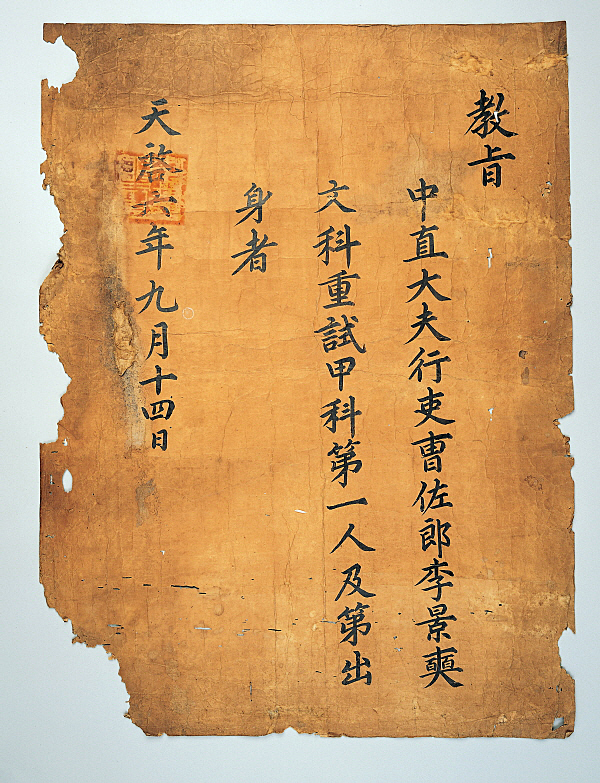 教旨
中直大夫行吏曺佐郎李景奭
文科重試甲科第一人及第出
身者
天啓六年九月十四日